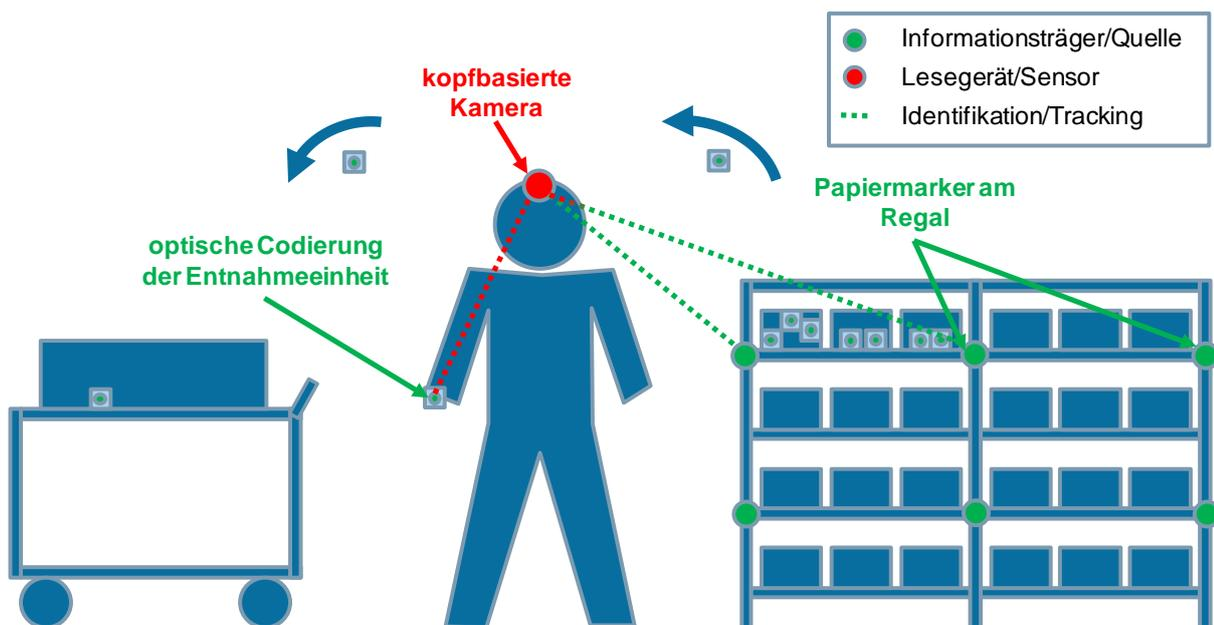 Informationsträger/Quelle
Lesegerät/Sensor
Identifikation/Tracking
kopfbasierte
Kamera
Papiermarker am
Regal
optische Codierung
der Entnahmeeinheit